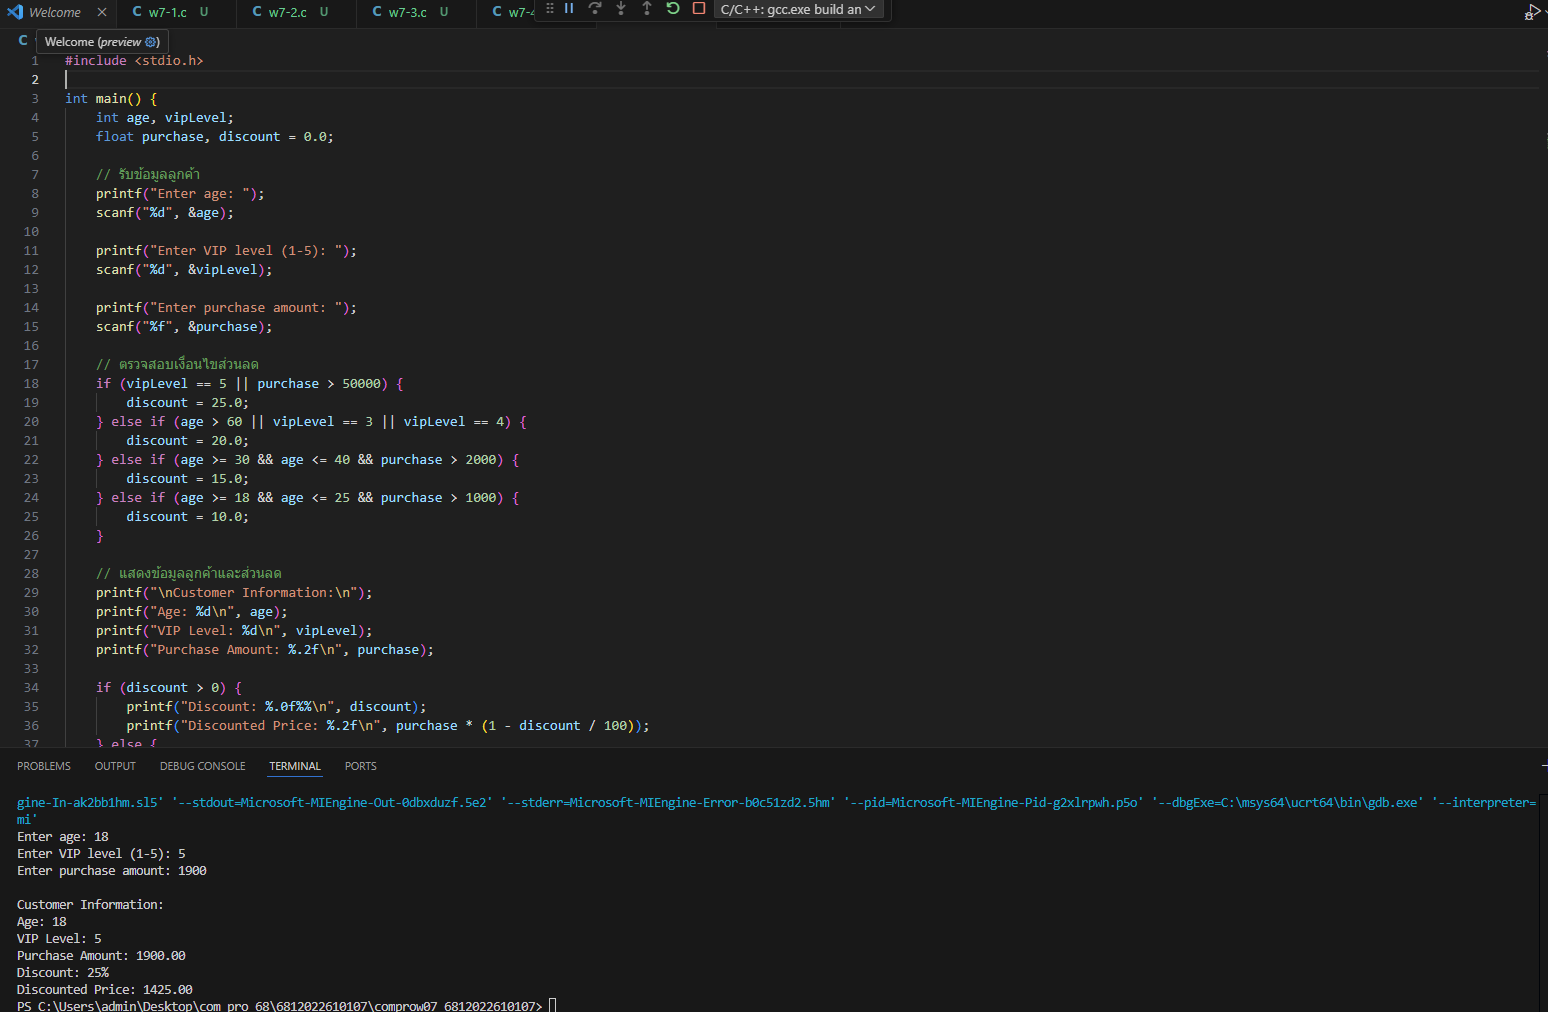 Welcome
w7-1.c U
w7-2.c U
w7-3.c U
C/C++: gcc.exe build an
Welcome (preview)
1 #include <stdio.h>
2
3 int main() {
4 int age, vipLevel;
5 float purchase, discount = 0.0;
6
7 // รับข้อมูลลูกค้า
8 printf("Enter age: ");
9 scanf("%d", &age);
10
11 printf("Enter VIP level (1-5): ");
12 scanf("%d", &vipLevel);
13
14 printf("Enter purchase amount: ");
15 scanf("%f", &purchase);
16
17 // ตรวจสอบเงื่อนไขส่วนลด
18 if (vipLevel == 5 || purchase > 50000) {
19 discount = 25.0;
20 } else if (age > 60 || vipLevel == 3 || vipLevel == 4) {
21 discount = 20.0;
22 } else if (age >= 30 && age <= 40 && purchase > 2000) {
23 discount = 15.0;
24 } else if (age >= 18 && age <= 25 && purchase > 1000) {
25 discount = 10.0;
26 }
27
28 // แสดงข้อมูลลูกค้าและส่วนลด
29 printf("\nCustomer Information:\n");
30 printf("Age: %d\n", age);
31 printf("VIP Level: %d\n", vipLevel);
32 printf("Purchase Amount: %.2f\n", purchase);
33
34 if (discount > 0) {
35 printf("Discount: %.0f%%\n", discount);
36 printf("Discounted Price: %.2f\n", purchase * (1 - discount / 100));
37 } else {
PROBLEMS OUTPUT DEBUG CONSOLE TERMINAL PORTS
gine-In-ak2bb1hm.sl5' '--stdout=Microsoft-MIEngine-Out-0dbxduzf.5e2' '--stderr=Microsoft-MIEngine-Error-b0c51zd2.5hm' '--pid=Microsoft-MIEngine-Pid-g2xlrpwh.p5o' '--dbgExe=C:\msys64\ucrt64\bin\gdb.exe' '--interpreter=
mi'
Enter age: 18
Enter VIP level (1-5): 5
Enter purchase amount: 1900
Customer Information:
Age: 18
VIP Level: 5
Purchase Amount: 1900.00
Discount: 25%
Discounted Price: 1425.00
PS C:\Users\admin\Desktop\com pro 68\6812022610107\comprow07_6812022610107>